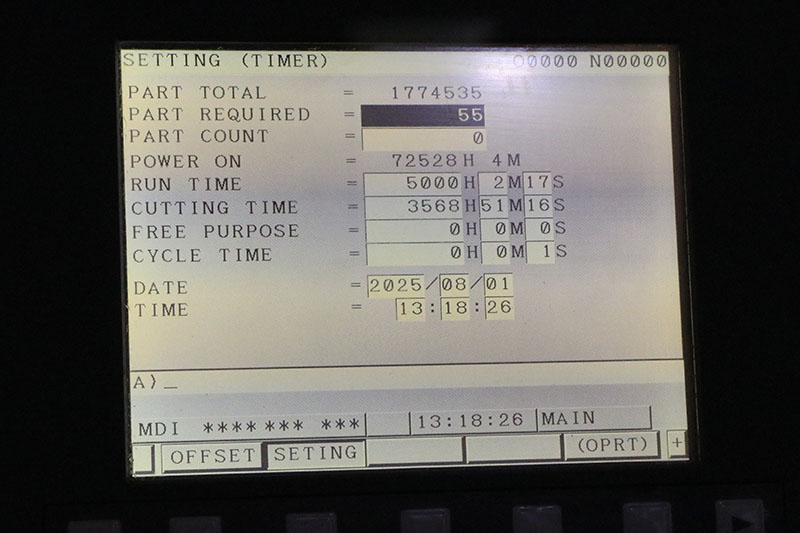 SETTING (TIMER) O0000 N00000
PART TOTAL = 1774535
PART REQUIRED = 55
PART COUNT = 0
POWER ON = 72528H 4M
RUN TIME = 5000H 2M17S
CUTTING TIME = 3568H51M16S
FREE PURPOSE = 0H 0M 0S
CYCLE TIME = 0H 0M 1S
DATE = 2025/08/01
TIME = 13:18:26
A)_
MDI **** *** *** 13:18:26 MAIN
OFFSET SETING (OPRT) +